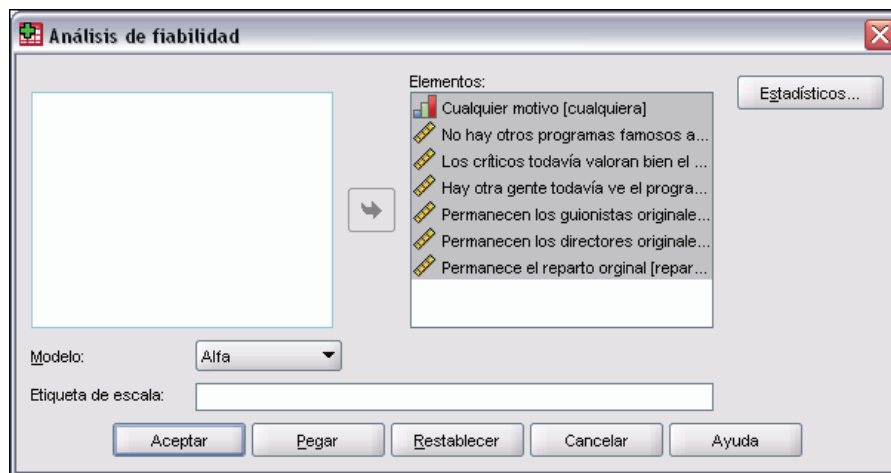 Análisis de fiabilidad
Elementos:
Cualquier motivo [cualquiera]
No hay otros programas famosos a...
Los críticos todavía valoran bien el ...
Hay otra gente todavía ve el progra...
Permanecen los guionistas originale...
Permanecen los directores originale...
Permanece el reparto orginal [repar...
Estadísticos...
Modelo:
Alfa
Etiqueta de escala:
Aceptar
Pegar
Restablecer
Cancelar
Ayuda